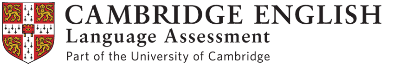 CAMBRIDGE ENGLISH
Language Assessment
Part of the University of Cambridge